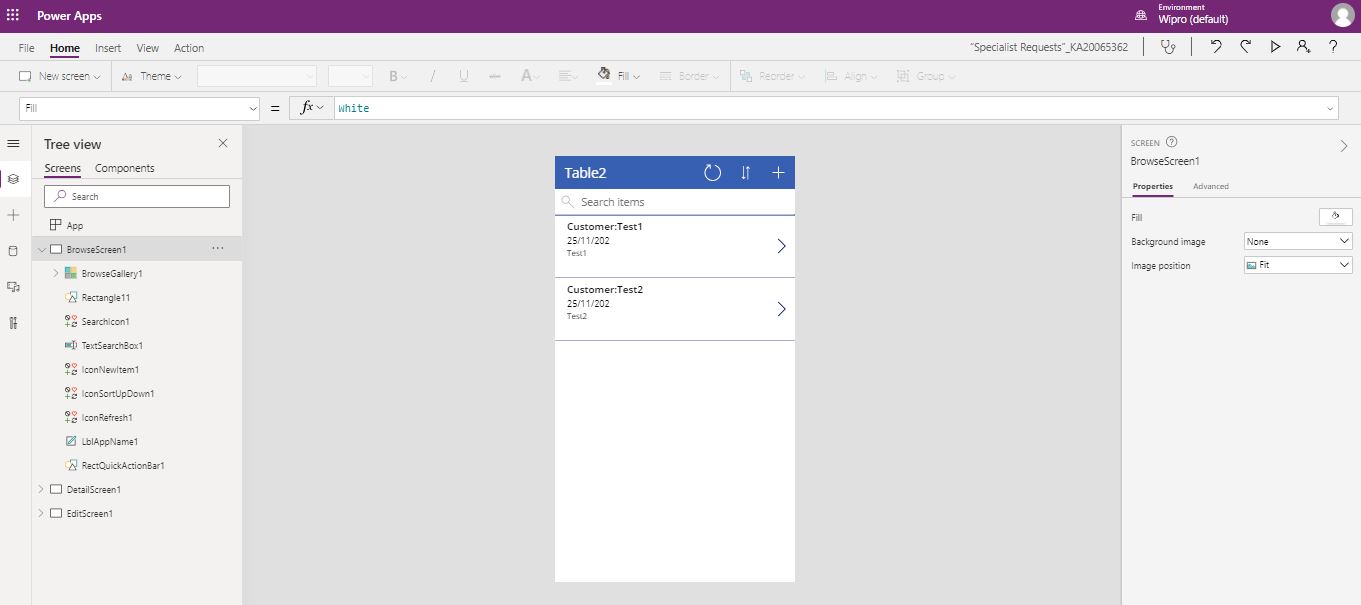 Power Apps
Environment
Wipro (default)
File Home Insert View Action
"Specialist Requests"_KA20065362
New screen Theme B / U abc A Fill Border Reorder Align Group
Fill = fx White
Tree view
Screens Components
Search
App
BrowseScreen1 ...
BrowseGallery1
Rectangle11
SearchIcon1
TextSearchBox1
IconNewItem1
IconSortUpDown1
IconRefresh1
LblAppName1
RectQuickActionBar1
DetailScreen1
EditScreen1
Table2
Search items
Customer:Test1
25/11/202
Test1
Customer:Test2
25/11/202
Test2
SCREEN
BrowseScreen1
Properties Advanced
Fill
Background image None
Image position Fit